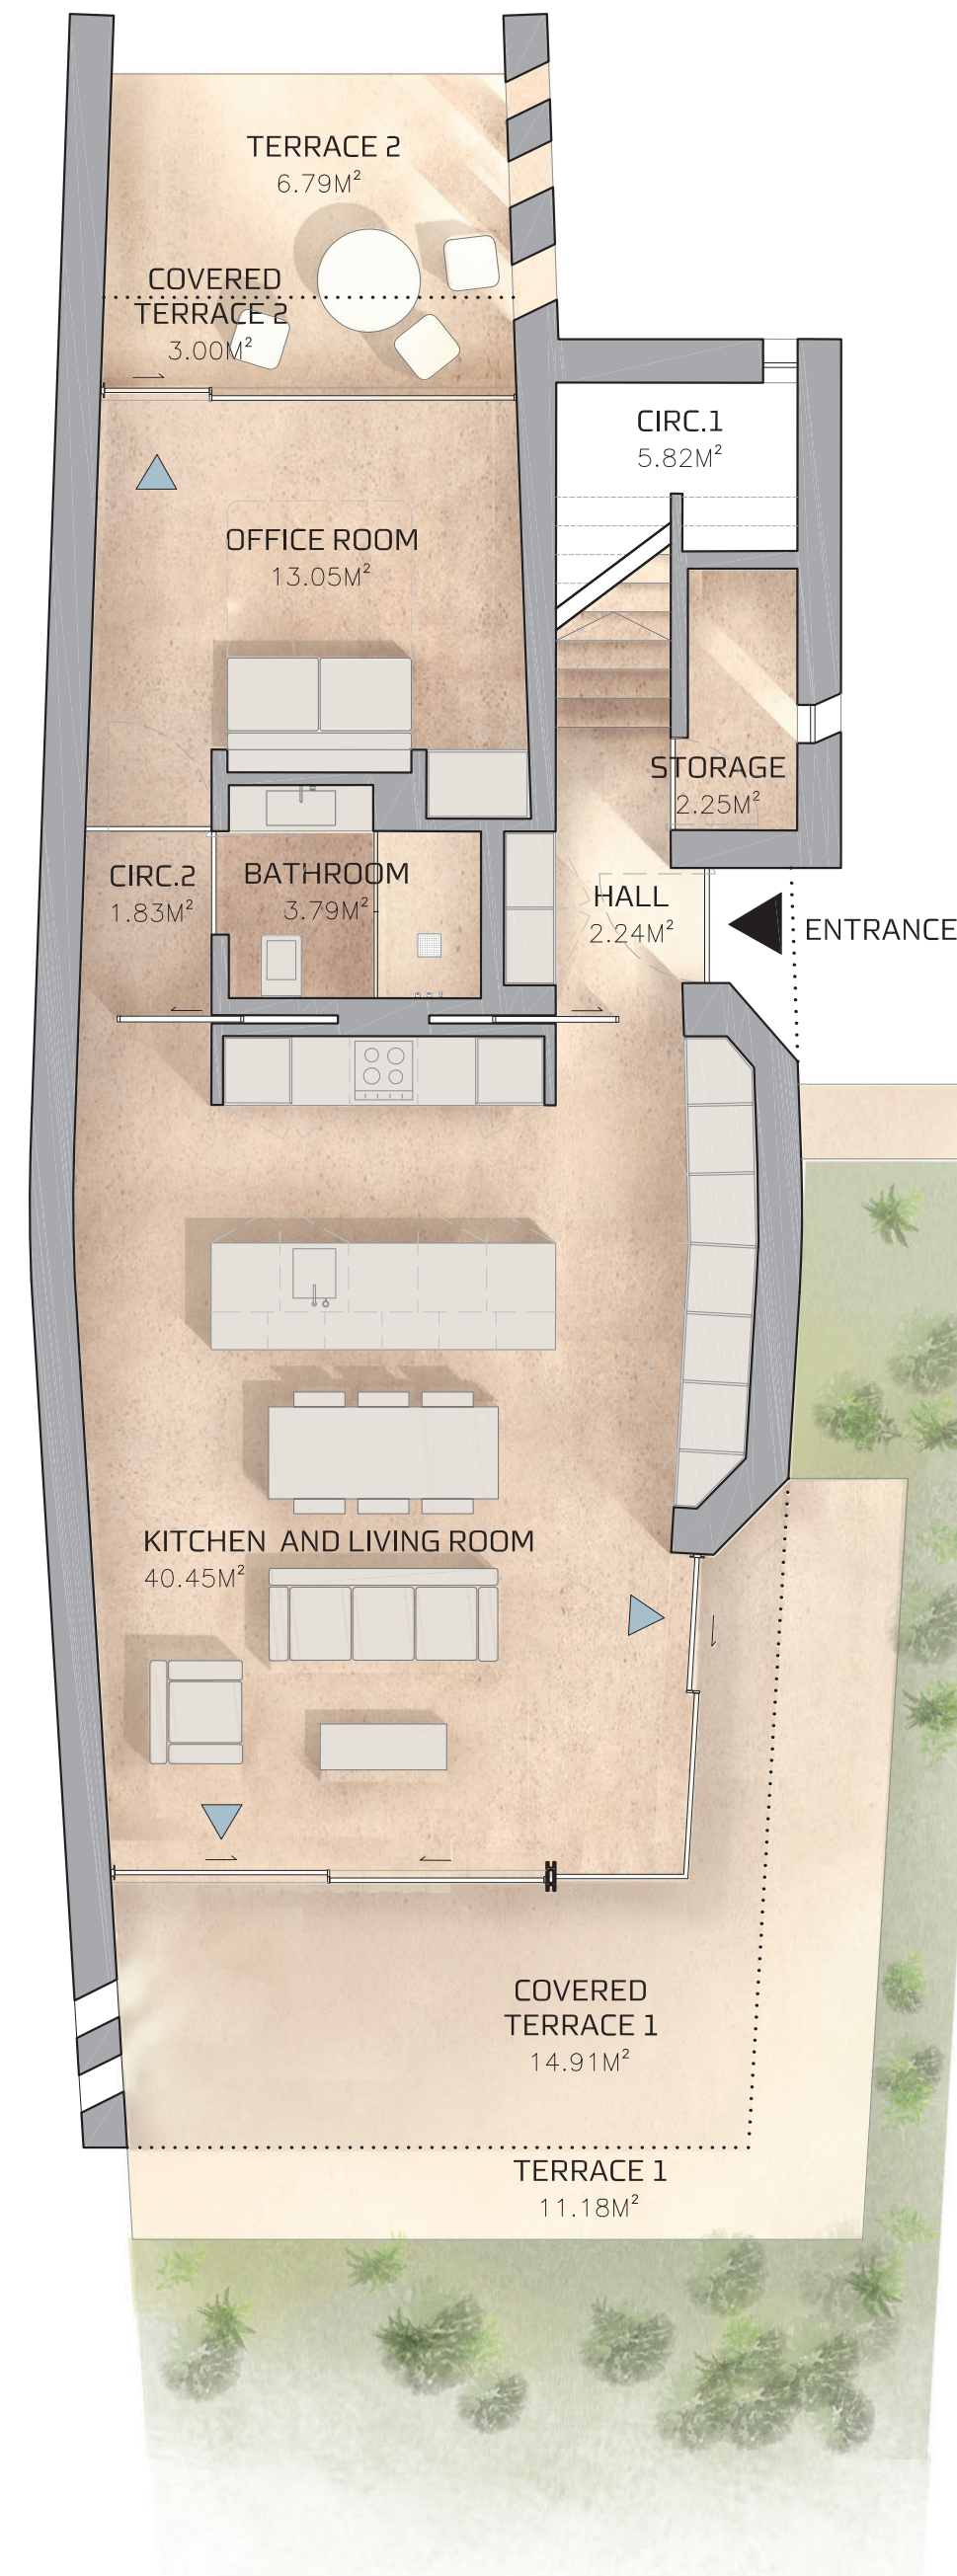 TERRACE 2
6.79M²
COVERED
TERRACE 2
3.00M²
CIRC.1
5.82M²
OFFICE ROOM
13.05M²
STORAGE
2.25M²
CIRC.2
1.83M²
BATHROOM
3.79M²
HALL
2.24M²
ENTRANCE
KITCHEN AND LIVING ROOM
40.45M²
COVERED
TERRACE 1
14.91M²
TERRACE 1
11.18M²